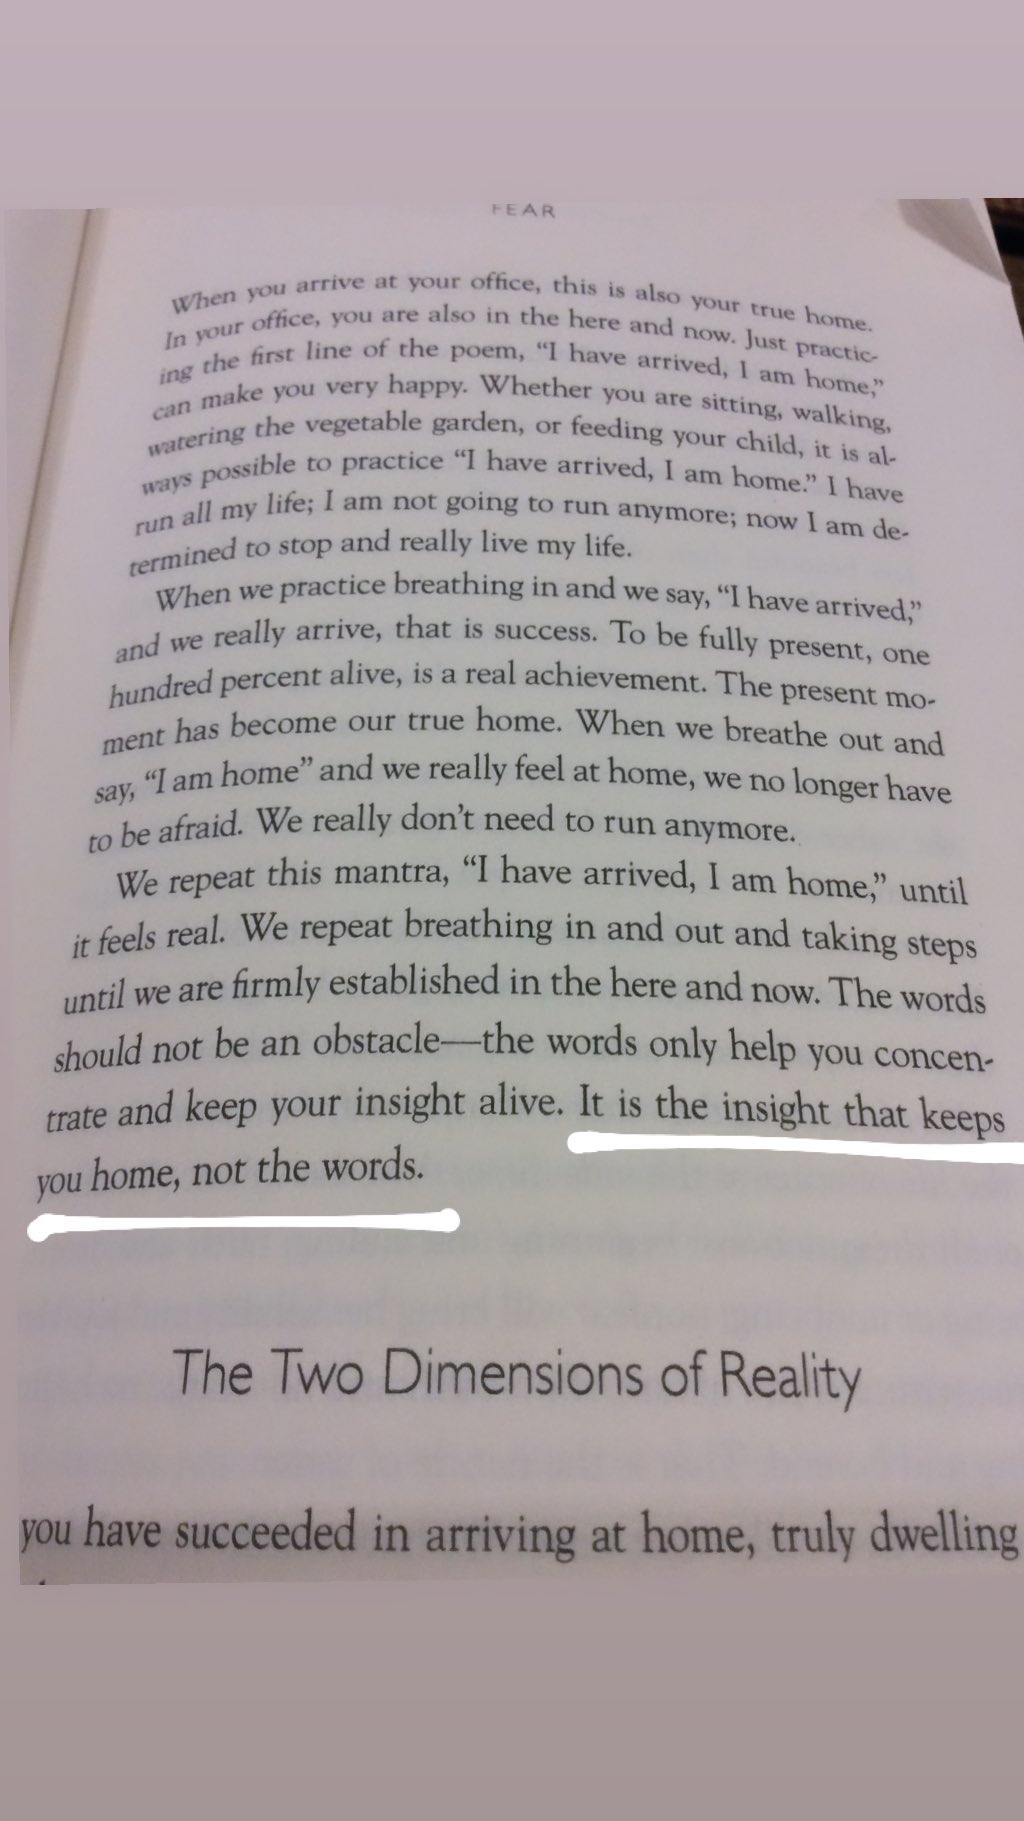 FEAR
When you arrive at your office, this is also your true home.
In your office, you are also in the here and now. Just practic-
ing the first line of the poem, “I have arrived, I am home,”
can make you very happy. Whether you are sitting, walking,
watering the vegetable garden, or feeding your child, it is al-
ways possible to practice “I have arrived, I am home.” I have
run all my life; I am not going to run anymore; now I am de-
termined to stop and really live my life.
When we practice breathing in and we say, “I have arrived,”
and we really arrive, that is success. To be fully present, one
hundred percent alive, is a real achievement. The present mo-
ment has become our true home. When we breathe out and
say, “I am home” and we really feel at home, we no longer have
to be afraid. We really don’t need to run anymore.
We repeat this mantra, “I have arrived, I am home,” until
it feels real. We repeat breathing in and out and taking steps
until we are firmly established in the here and now. The words
should not be an obstacle—the words only help you concen-
trate and keep your insight alive. It is the insight that keeps
you home, not the words.
The Two Dimensions of Reality
you have succeeded in arriving at home, truly dwelling